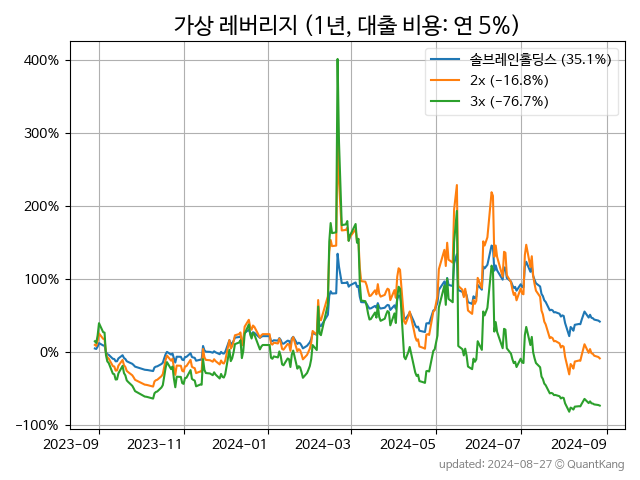 가상 레버리지 (1년, 대출 비용: 연 5%)
솔브레인홀딩스 (35.1%)
2x (−16.8%)
3x (−76.7%)
400%
300%
200%
100%
0%
−100%
2023-09 2023-11 2024-01 2024-03 2024-05 2024-07 2024-09
updated: 2024-08-27 © QuantKang